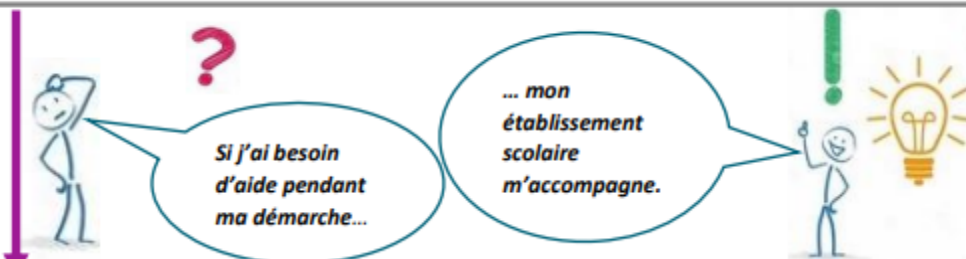 ?
Si j’ai besoin
d’aide pendant
ma démarche…
… mon
établissement
scolaire
m’accompagne.
!